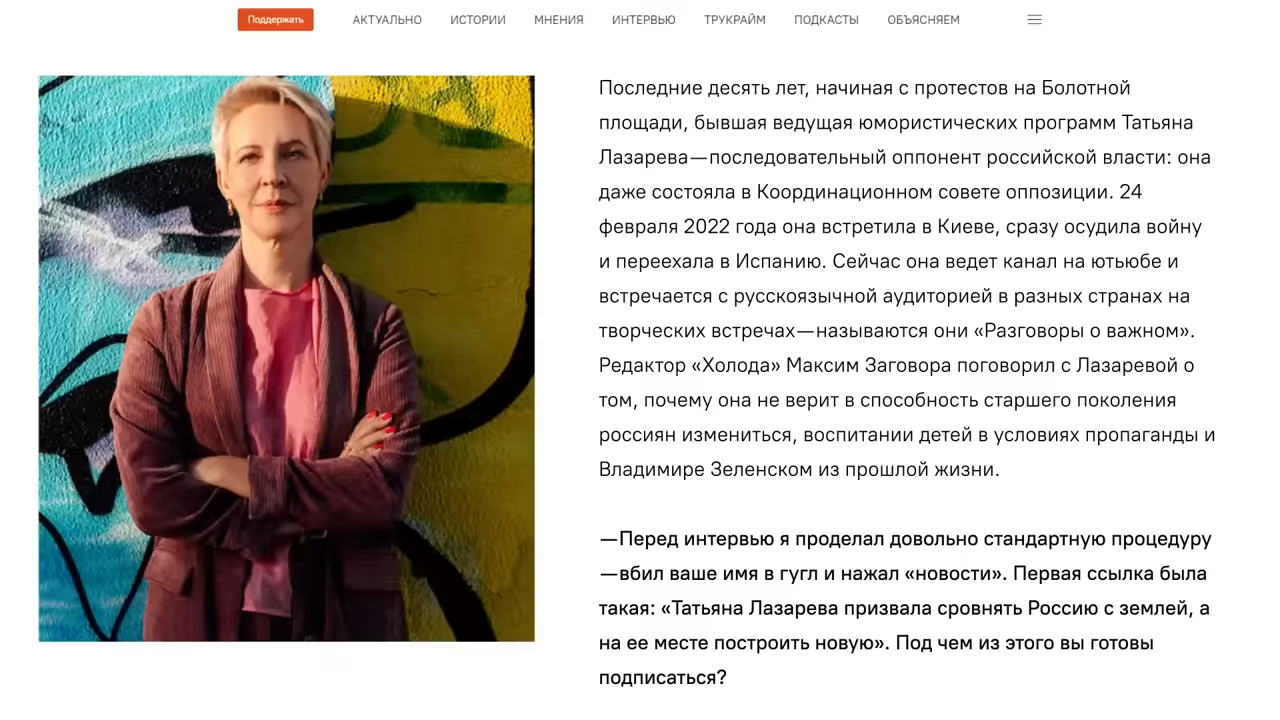 Поддержать
АКТУАЛЬНО
ИСТОРИИ
МНЕНИЯ
ИНТЕРВЬЮ
ТРУКРАЙМ
ПОДКАСТЫ
ОБЪЯСНЯЕМ
Последние десять лет, начиная с протестов на Болотной
площади, бывшая ведущая юмористических программ Татьяна
Лазарева—последовательный оппонент российской власти: она
даже состояла в Координационном совете оппозиции. 24
февраля 2022 года она встретила в Киеве, сразу осудила войну
и переехала в Испанию. Сейчас она ведет канал на ютьюбе и
встречается с русскоязычной аудиторией в разных странах на
творческих встречах—называются они «Разговоры о важном».
Редактор «Холода» Максим Заговора поговорил с Лазаревой о
том, почему она не верит в способность старшего поколения
россиян измениться, воспитании детей в условиях пропаганды и
Владимире Зеленском из прошлой жизни.
—Перед интервью я проделал довольно стандартную процедуру
—вбил ваше имя в гугл и нажал «новости». Первая ссылка была
такая: «Татьяна Лазарева призвала сровнять Россию с землей, а
на ее месте построить новую». Под чем из этого вы готовы
подписаться?